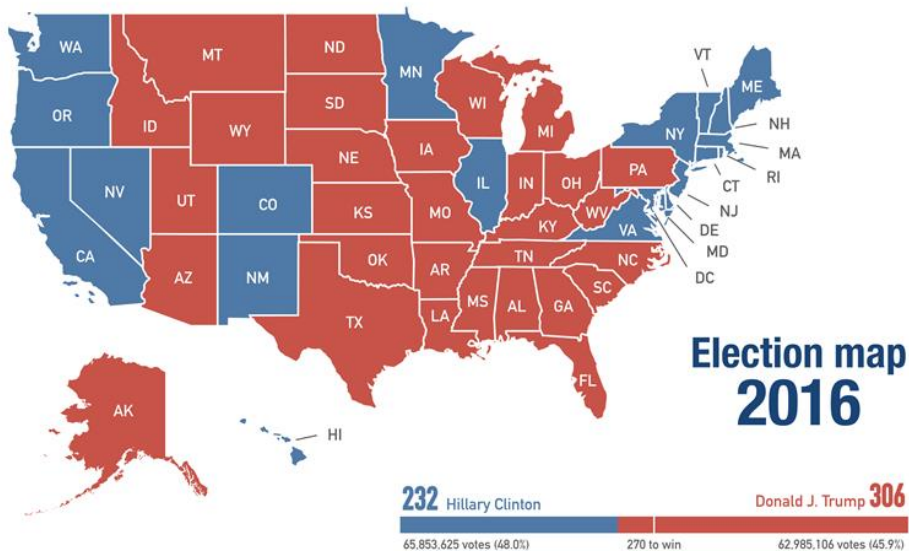 WA
MT
ND
MN
VT
ME
OR
ID
SD
WI
MI
NY
NH
MA
WY
IA
NE
PA
RI
CT
NV
UT
CO
IL
IN
OH
NJ
KS
MO
WV
VA
DE
CA
KY
MD
DC
AZ
NM
OK
AR
TN
NC
SC
TX
LA
MS
AL
GA
FL
AK
HI
Election map
2016
232 Hillary Clinton
Donald J. Trump 306
65,853,625 votes (48.0%)
270 to win
62,985,106 votes (45.9%)